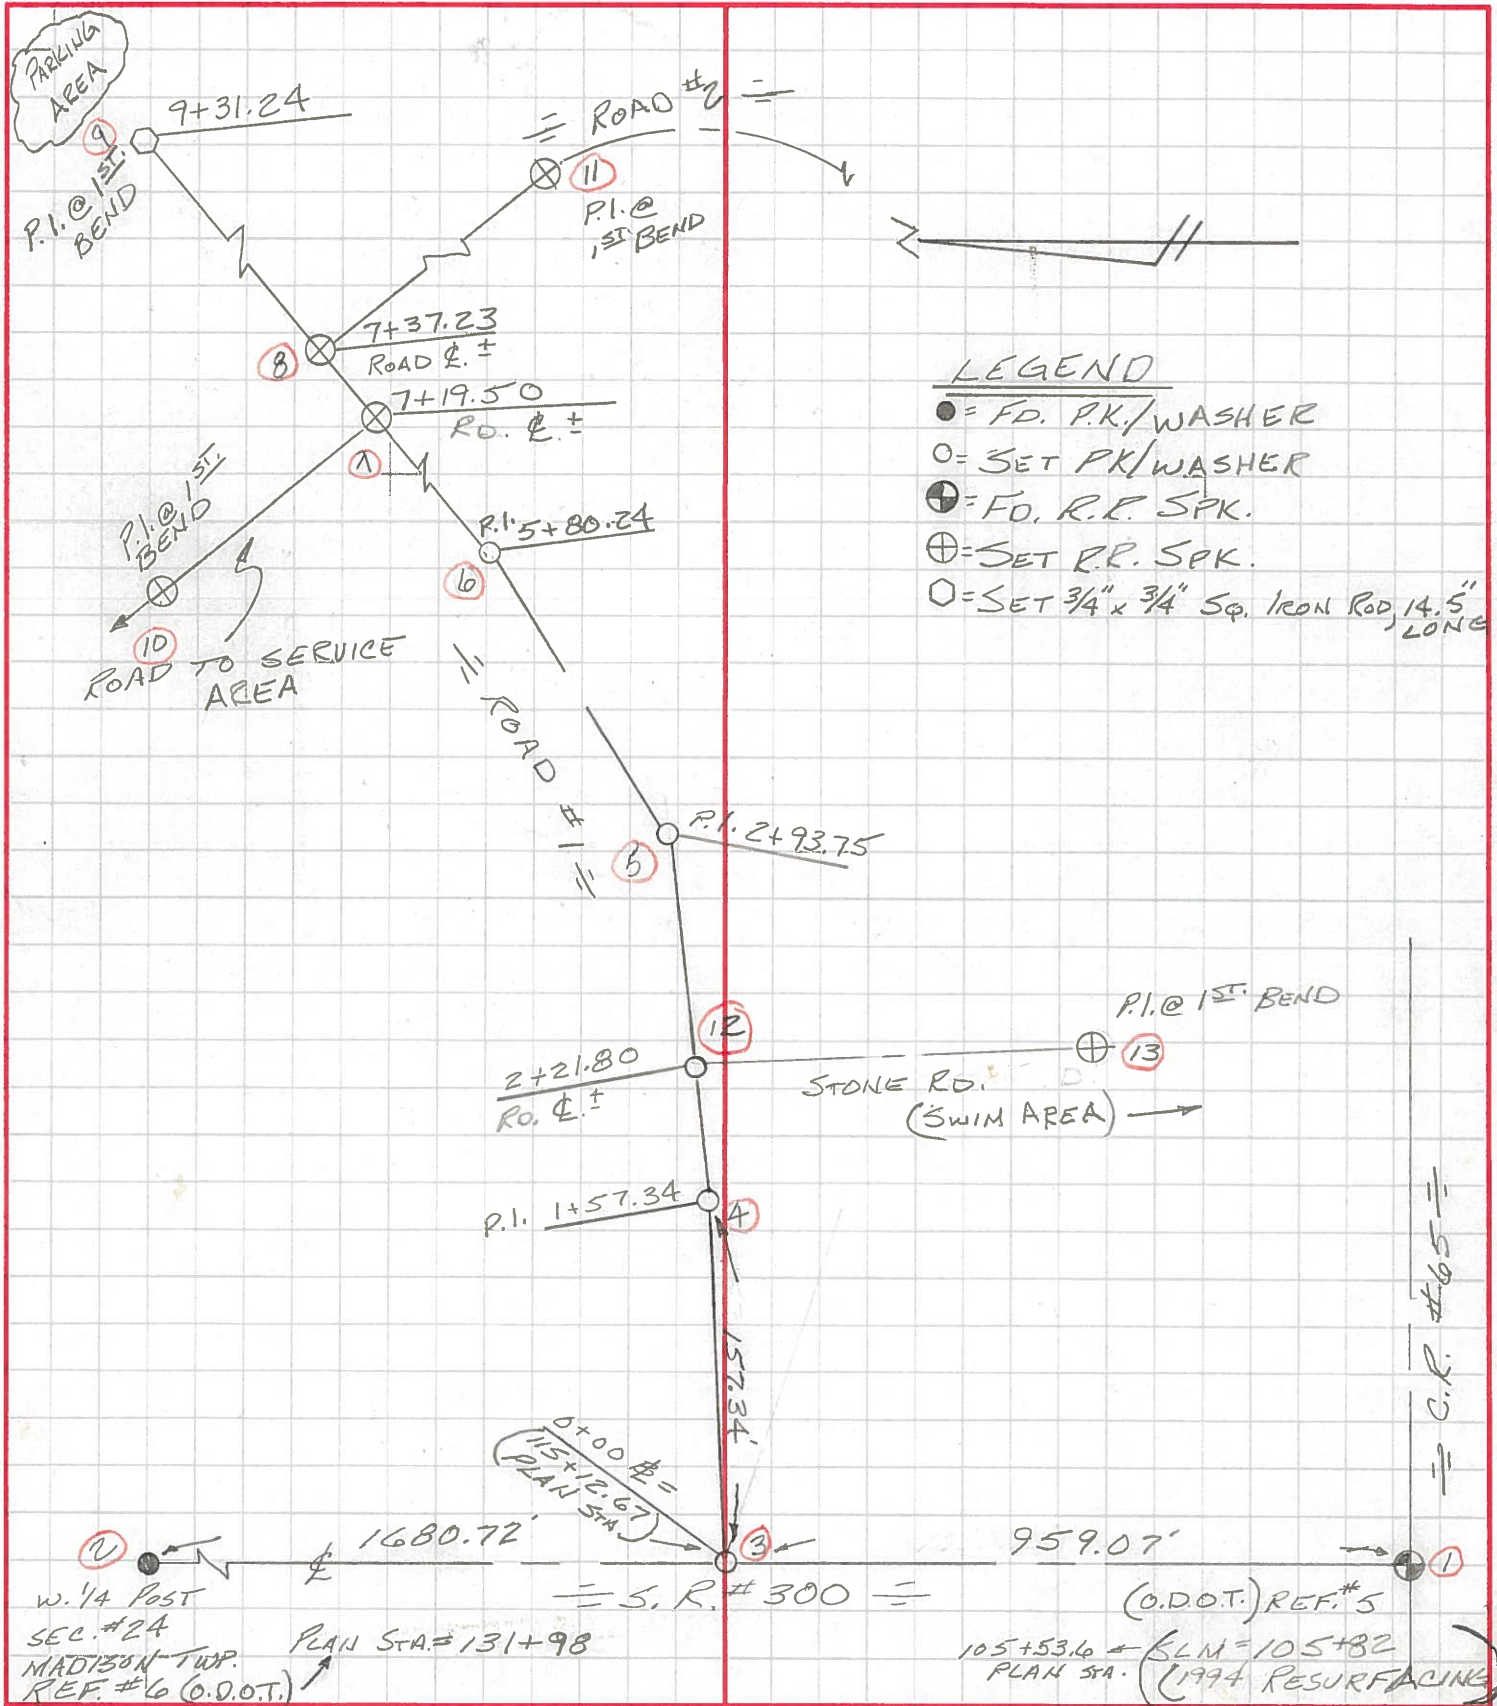 PARKING
AREA
9+31.24
9
P.I. @ 1ST.
BEND
= ROAD #2 =
11
P.I. @
1ST BEND
7+37.23
ROAD ℄ ±
8
7+19.50
RD. ℄ ±
7
P.I. @ 1ST.
BEND
10
ROAD TO SERVICE
AREA
P.I. 5+80.24
6
= ROAD #1 =
LEGEND
● = FD. P.K./WASHER
○ = SET PK/WASHER
= FD. R.R. SPK.
⊕ = SET R.R. SPK.
⬡ = SET 3/4" x 3/4" SQ. IRON ROD, 14.5"
LONG
P.I. 2+93.75
5
12
2+21.80
RD. ℄ ±
P.I. @ 1ST. BEND
13
STONE RD.
(SWIM AREA)
P.I. 1+57.34
4
157.34'
= C.R. #65 =
0+00 ℄ =
(115+12.67
PLAN STA.)
2
1680.72'
℄
3
959.07'
1
= S.R. #300 =
W. 1/4 POST
SEC. #24
MADISON TWP.
REF. #6 (O.D.O.T.)
PLAN STA. = 131+98
(O.D.O.T.) REF. #5
105+53.6 = (SLM = 105+82
PLAN STA. (1994 RESURFACING)